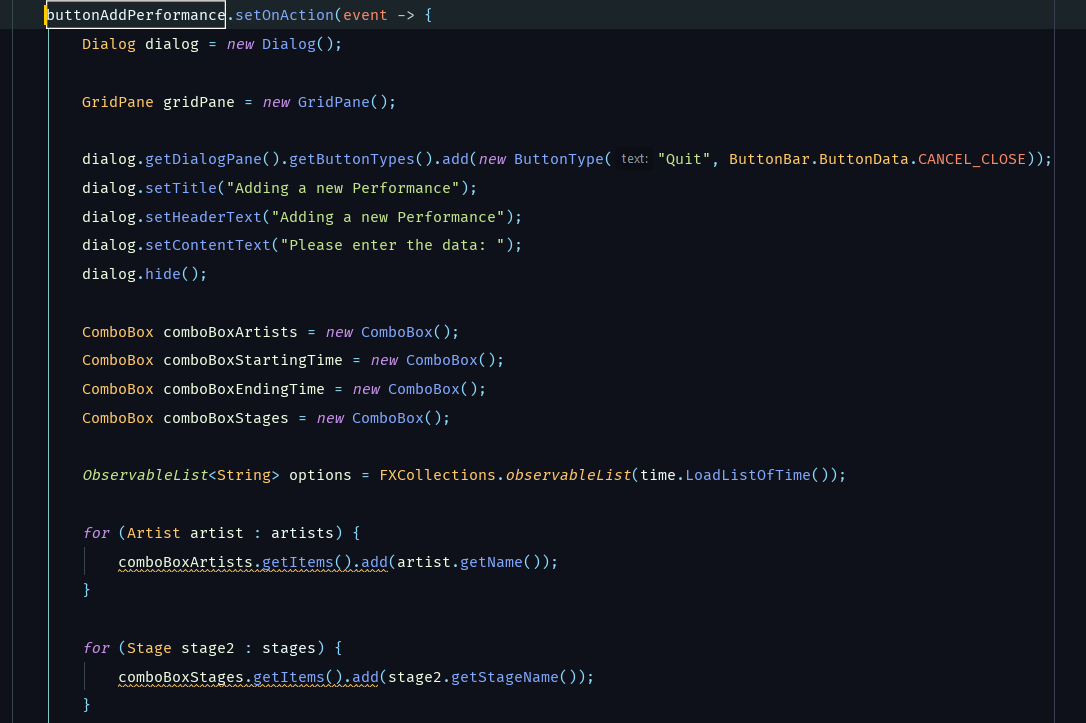 buttonAddPerformance.setOnAction(event -> {
Dialog dialog = new Dialog();
GridPane gridPane = new GridPane();
dialog.getDialogPane().getButtonTypes().add(new ButtonType( text: "Quit", ButtonBar.ButtonData.CANCEL_CLOSE));
dialog.setTitle("Adding a new Performance");
dialog.setHeaderText("Adding a new Performance");
dialog.setContentText("Please enter the data: ");
dialog.hide();
ComboBox comboBoxArtists = new ComboBox();
ComboBox comboBoxStartingTime = new ComboBox();
ComboBox comboBoxEndingTime = new ComboBox();
ComboBox comboBoxStages = new ComboBox();
ObservableList<String> options = FXCollections.observableList(time.LoadListOfTime());
for (Artist artist : artists) {
comboBoxArtists.getItems().add(artist.getName());
}
for (Stage stage2 : stages) {
comboBoxStages.getItems().add(stage2.getStageName());
}